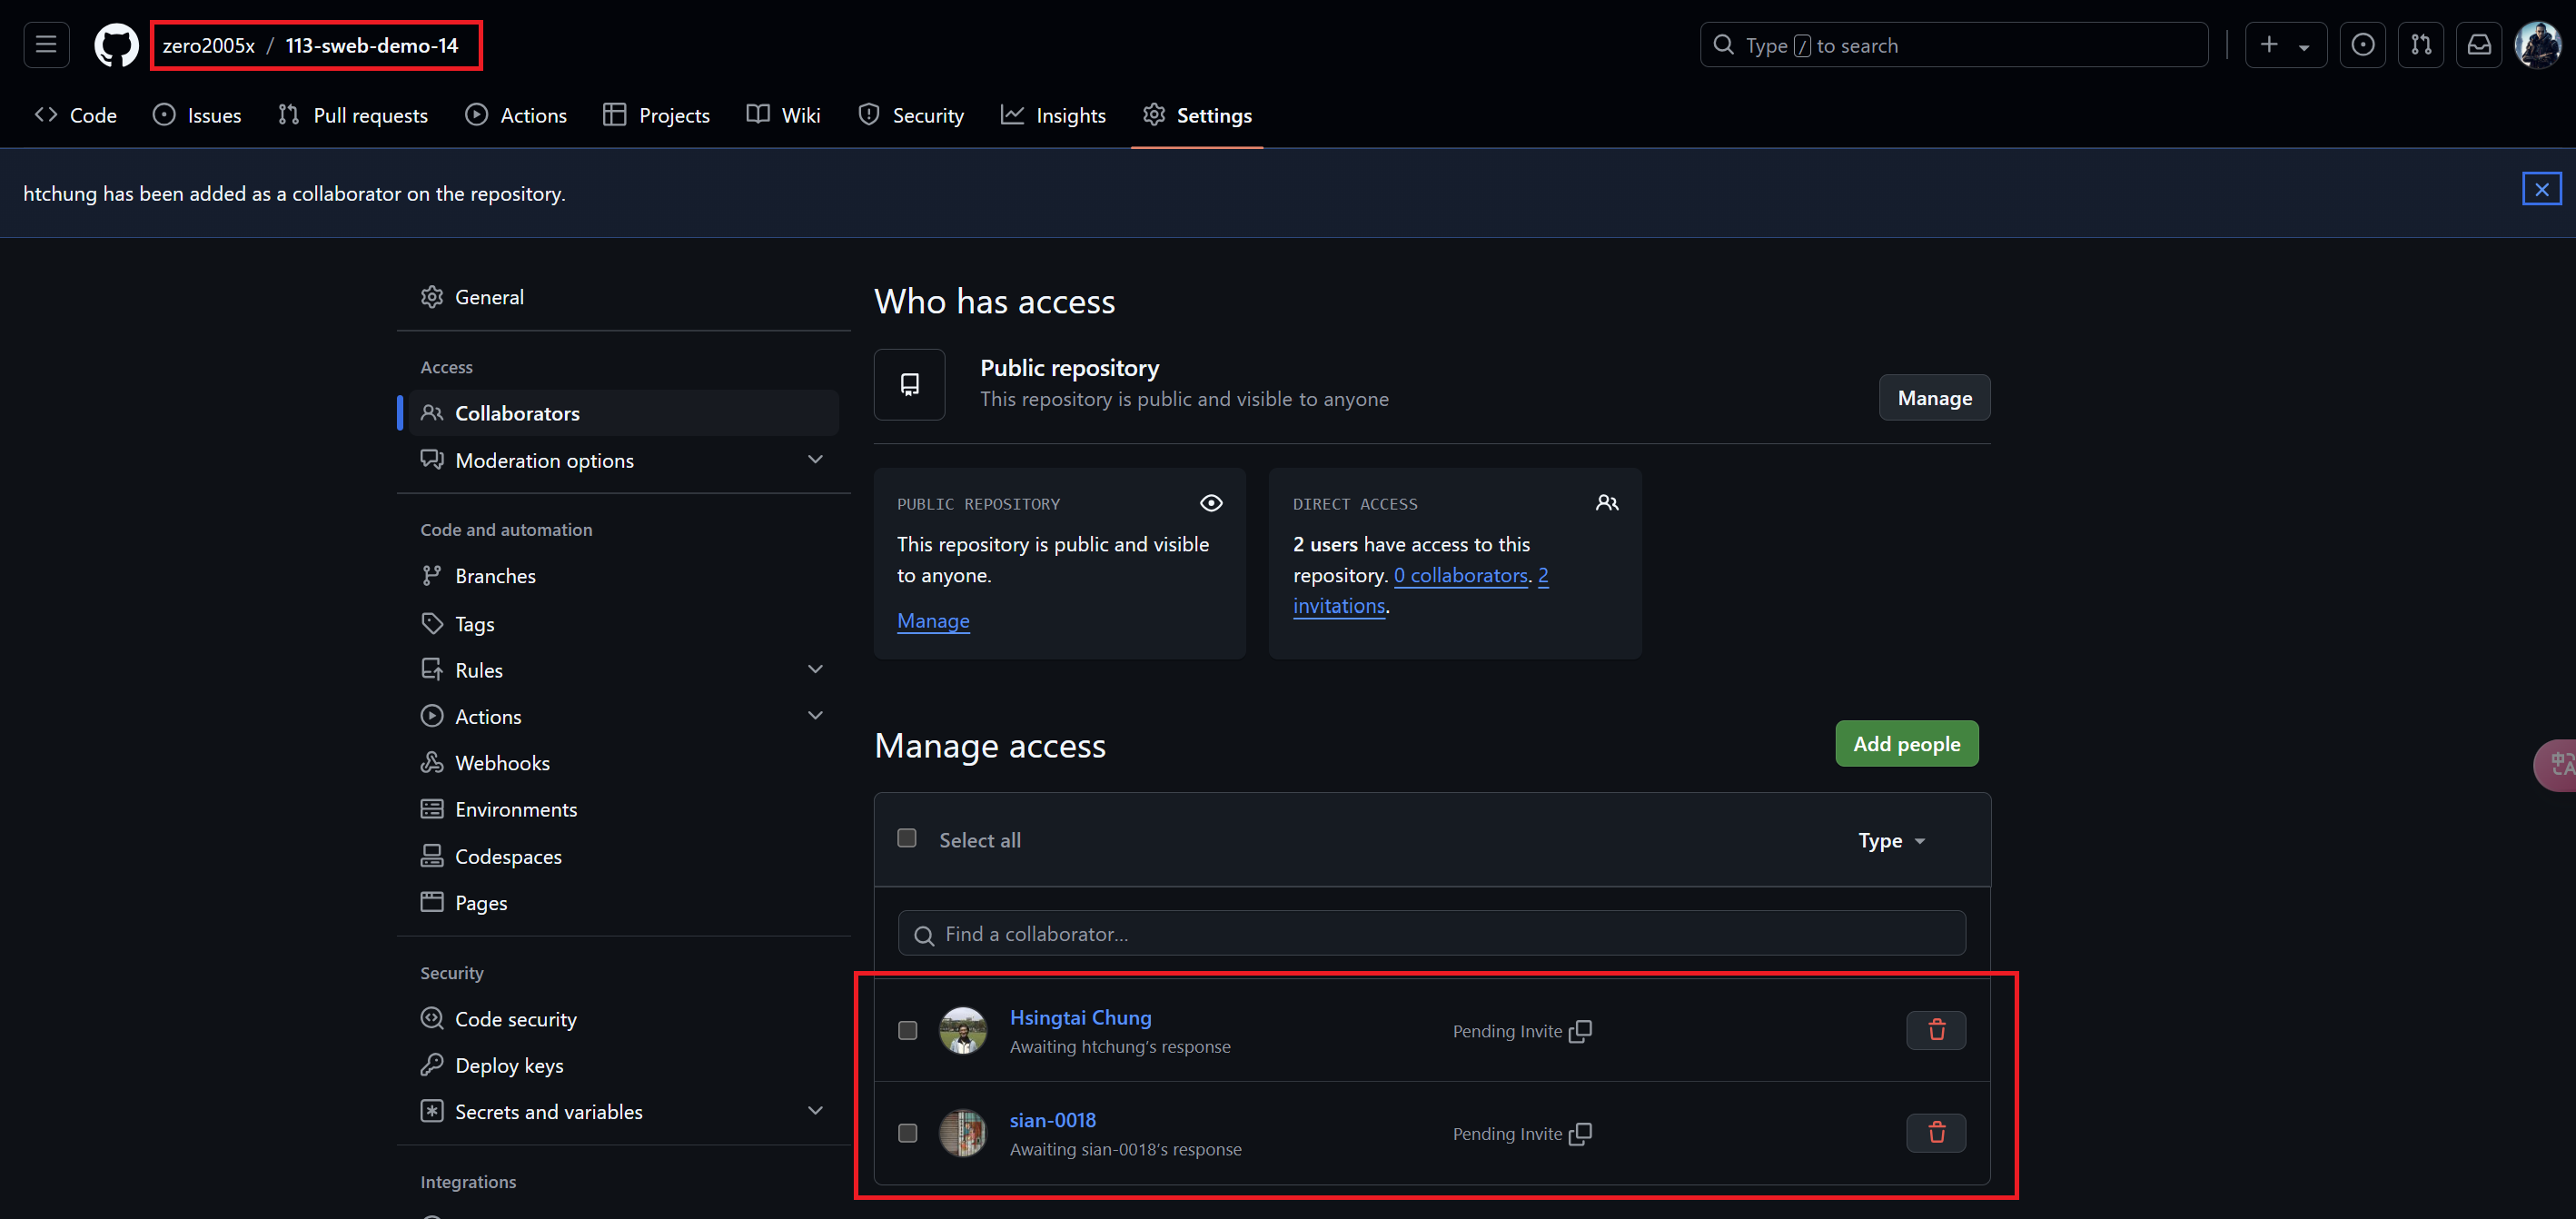 zero2005x / 113-sweb-demo-14
Type / to search
Code
Issues
Pull requests
Actions
Projects
Wiki
Security
Insights
Settings
htchung has been added as a collaborator on the repository.
General
Access
Collaborators
Moderation options
Code and automation
Branches
Tags
Rules
Actions
Webhooks
Environments
Codespaces
Pages
Security
Code security
Deploy keys
Secrets and variables
Integrations
Who has access
Public repository
This repository is public and visible to anyone
Manage
PUBLIC REPOSITORY
This repository is public and visible
to anyone.
Manage
DIRECT ACCESS
2 users have access to this
repository. 0 collaborators. 2
invitations.
Manage access
Add people
Select all
Type
Find a collaborator...
Hsingtai Chung
Awaiting htchung’s response
Pending Invite
sian-0018
Awaiting sian-0018’s response
Pending Invite
中A